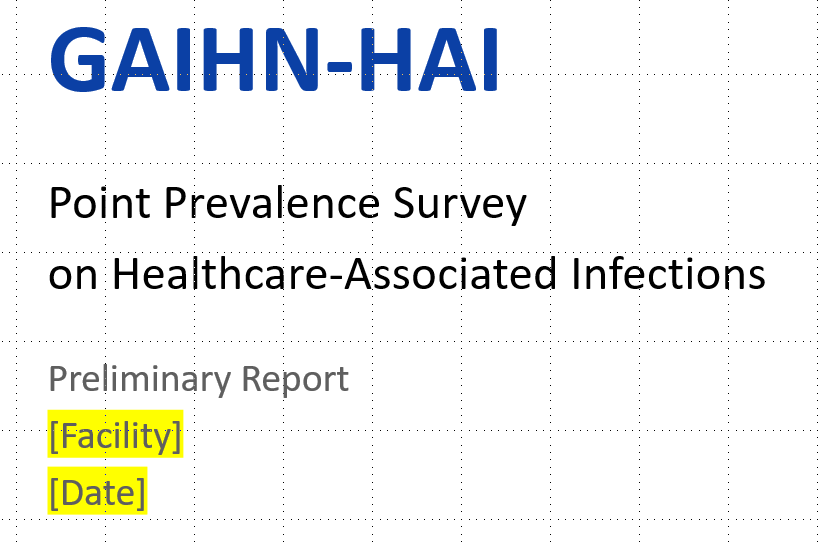 GAIHN-HAI
Point Prevalence Survey
on Healthcare-Associated Infections
Preliminary Report
[Facility]
[Date]